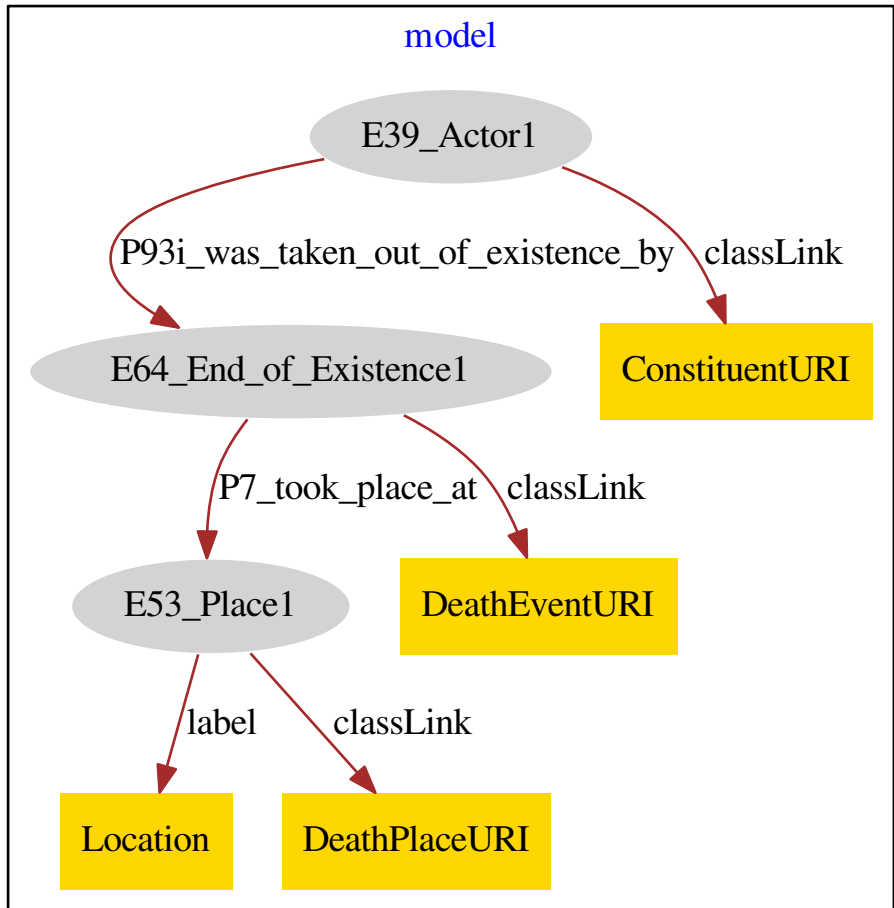 model
E39_Actor1
P93i_was_taken_out_of_existence_by
classLink
E64_End_of_Existence1
ConstituentURI
P7_took_place_at
classLink
E53_Place1
DeathEventURI
label
classLink
Location
DeathPlaceURI